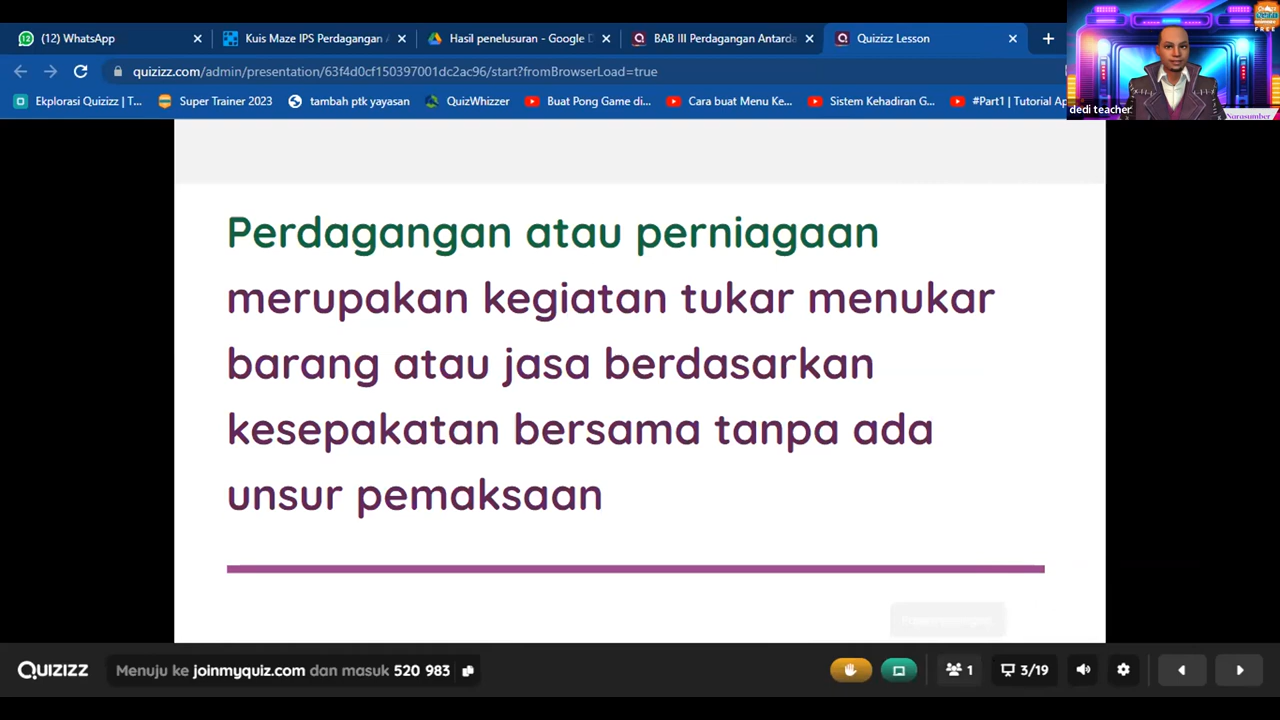 (12) WhatsApp
Kuis Maze IPS Perdagangan A
Hasil penelusuran - Google D
BAB III Perdagangan Antarda
Quizizz Lesson
quizizz.com/admin/presentation/63f4d0cf150397001dc2ac96/start?fromBrowserLoad=true
Ekplorasi Quizizz | T...
Super Trainer 2023
tambah ptk yayasan
QuizWhizzer
Buat Pong Game di...
Cara buat Menu Ke...
Sistem Kehadiran G...
#Part1 | Tutorial Ap
FREE
dedi teacher
Narasumber
Perdagangan atau perniagaan
merupakan kegiatan tukar menukar
barang atau jasa berdasarkan
kesepakatan bersama tanpa ada
unsur pemaksaan
QUIZIZZ
Menuju ke joinmyquiz.com dan masuk 520 983
1
3/19